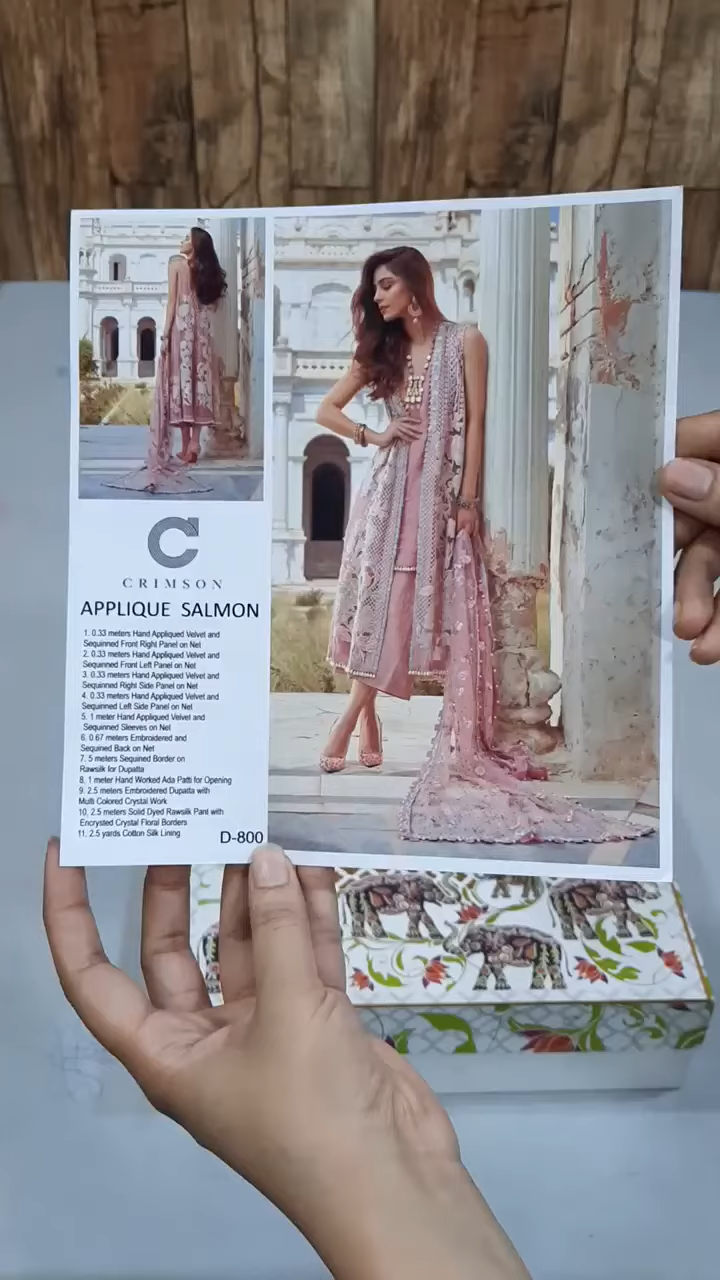 CRIMSON
APPLIQUE SALMON
1. 0.33 meters Hand Appliqued Velvet and
Sequinned Front Right Panel on Net
2. 0.33 meters Hand Appliqued Velvet and
Sequanned Front Left Panel on Net
3. 0.33 meters Hand Appliqued Velvet and
Sequinned Right Side Panel on Net
4. 0.33 meters Hand Appliqued Velvet and
Sequnned Left Side Panel on Net
5. 1 meter Hand Appliqued Velvet and
Sequinned Sleeves on Net
6. 0.67 meters Embroidered and
Sequined Back on Net
7. 5 meters Sequined Border on
Rawsilk for Dupatta
8. 1 meter Hand Worked Ada Patti for Opening
9. 2.5 meters Embroidered Dupatta with
Multi Colored Crystal Work
10. 2.5 meters Solid Dyed Rawsilk Pant with
Encrysted Crystal Floral Borders
11. 2.5 yards Cotton Silk Lining
D-800